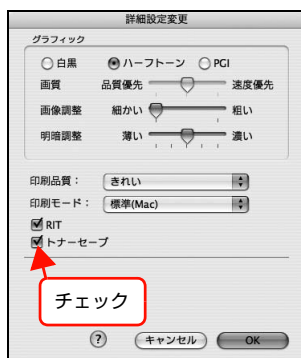 詳細設定変更
グラフィック
白黒 ハーフトーン PGI
画質 品質優先 速度優先
画像調整 細かい 粗い
明暗調整 薄い 濃い
印刷品質： きれい
印刷モード： 標準(Mac)
RIT
トナーセーブ
チェック
? キャンセル OK